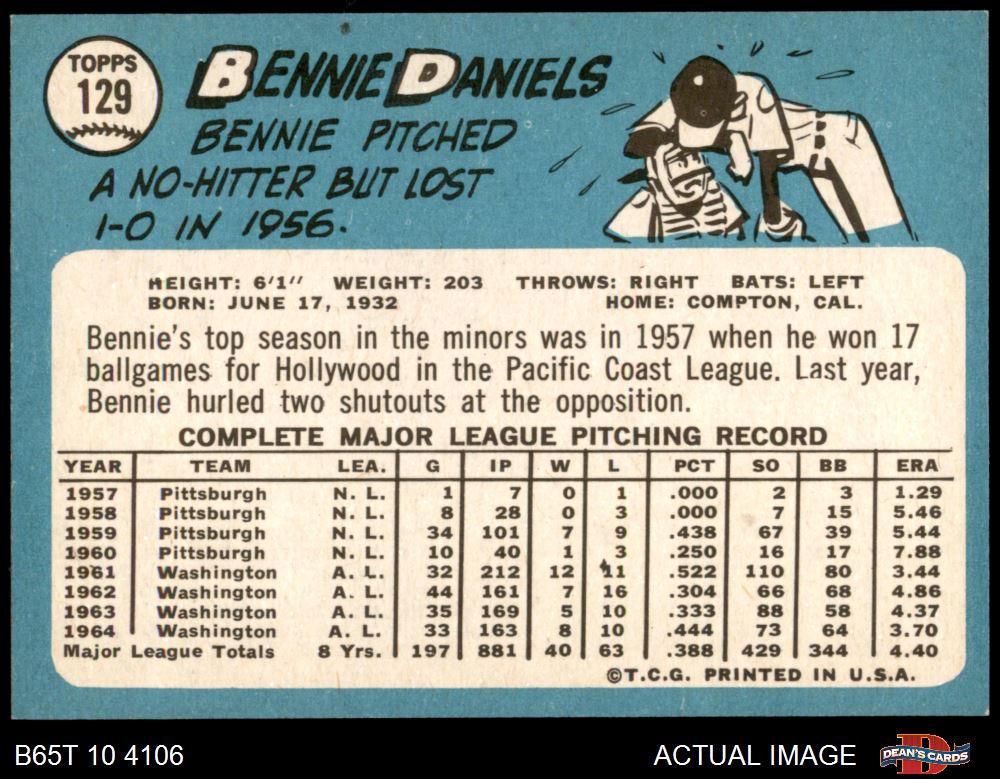 TOPPS
129
BENNIE DANIELS
BENNIE PITCHED
A NO-HITTER BUT LOST
1-0 IN 1956.
HEIGHT: 6'1" WEIGHT: 203 THROWS: RIGHT BATS: LEFT
BORN: JUNE 17, 1932 HOME: COMPTON, CAL.
Bennie's top season in the minors was in 1957 when he won 17
ballgames for Hollywood in the Pacific Coast League. Last year,
Bennie hurled two shutouts at the opposition.
COMPLETE MAJOR LEAGUE PITCHING RECORD
YEAR TEAM LEA. G IP W L PCT SO BB ERA
1957 Pittsburgh N. L. 1 7 0 1 .000 2 3 1.29
1958 Pittsburgh N. L. 8 28 0 3 .000 7 15 5.46
1959 Pittsburgh N. L. 34 101 7 9 .438 67 39 5.44
1960 Pittsburgh N. L. 10 40 1 3 .250 16 17 7.88
1961 Washington A. L. 32 212 12 11 .522 110 80 3.44
1962 Washington A. L. 44 161 7 16 .304 66 68 4.86
1963 Washington A. L. 35 169 5 10 .333 88 58 4.37
1964 Washington A. L. 33 163 8 10 .444 73 64 3.70
Major League Totals 8 Yrs. 197 881 40 63 .388 429 344 4.40
©T.C.G. PRINTED IN U.S.A.
B65T 10 4106 ACTUAL IMAGE DEAN'S CARDS